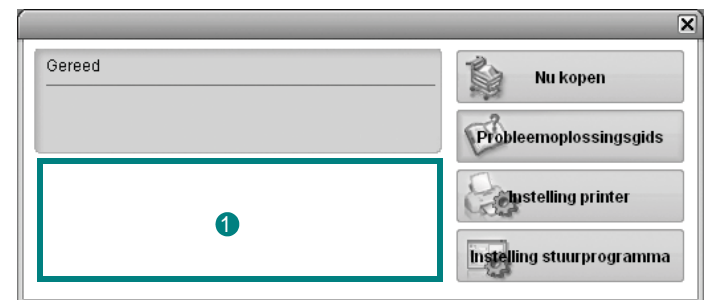 Gereed
1
Nu kopen
Probleemoplossingsgids
Instelling printer
Instelling stuurprogramma